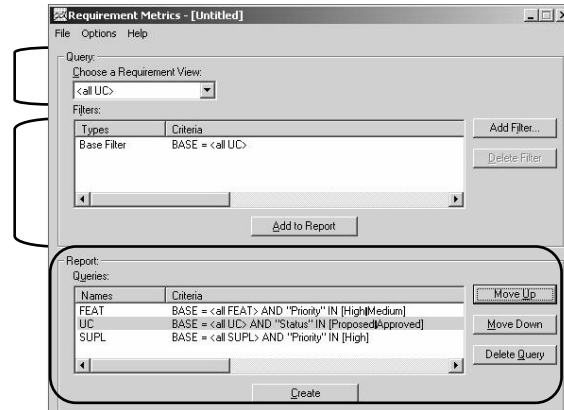 Requirement Metrics - [Untitled]
File Options Help
Query:
Choose a Requirement View:
<all UC>
Filters:
Types Criteria
Base Filter BASE = <all UC>
Add Filter...
Delete Filter
Add to Report
Report:
Queries:
Names Criteria
FEAT BASE = <all FEAT> AND "Priority" IN [High|Medium]
UC BASE = <all UC> AND "Status" IN [Proposed|Approved]
SUPL BASE = <all SUPL> AND "Priority" IN [High]
Move Up
Move Down
Delete Query
Create